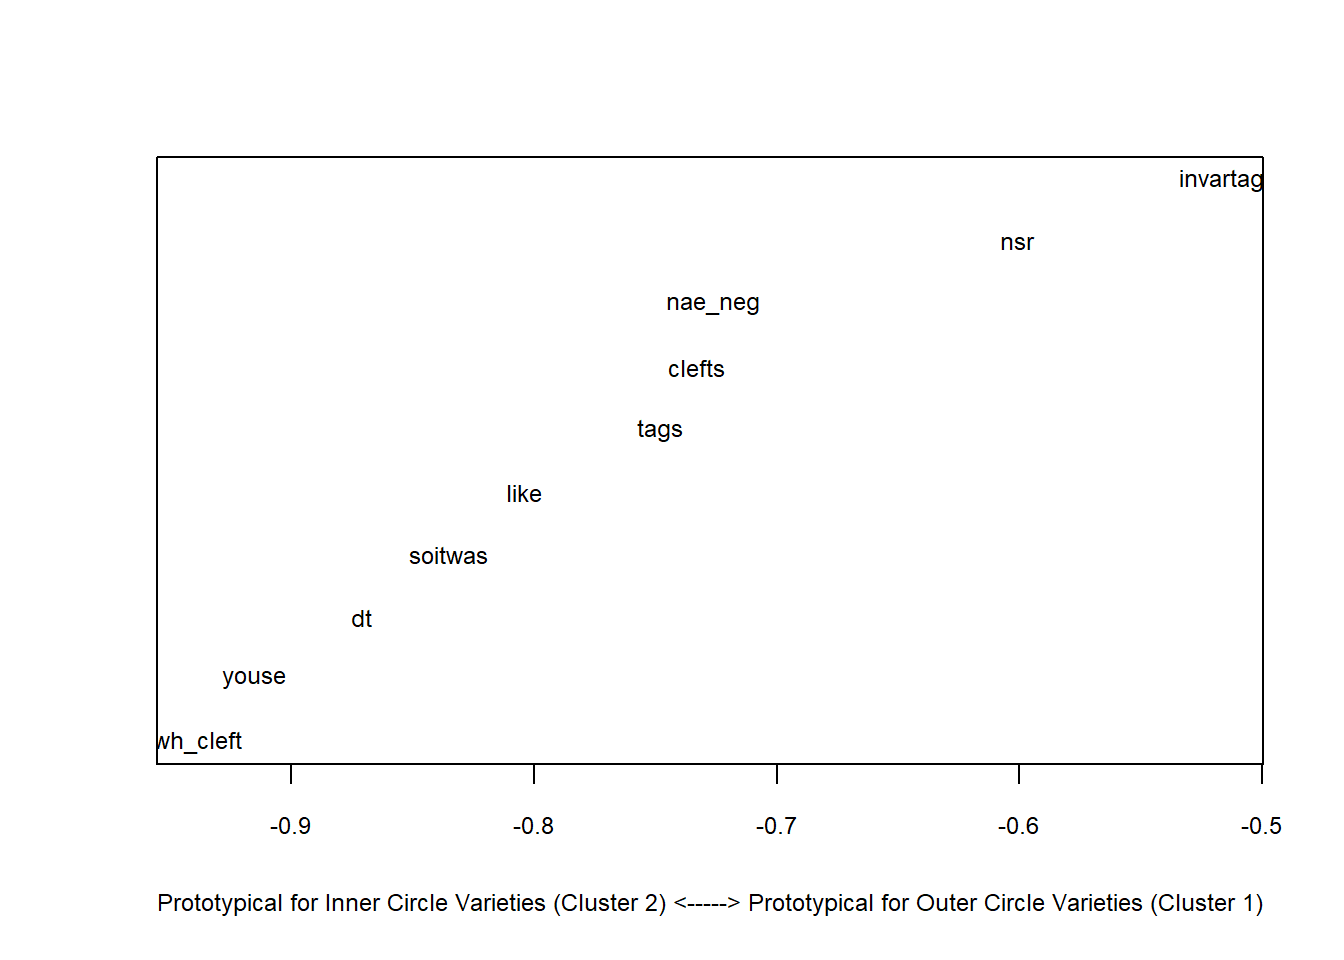 invartag
nsr
nae_neg
clefts
tags
like
soitwas
dt
youse
wh_cleft
-0.9 -0.8 -0.7 -0.6 -0.5
Prototypical for Inner Circle Varieties (Cluster 2) <-----> Prototypical for Outer Circle Varieties (Cluster 1)